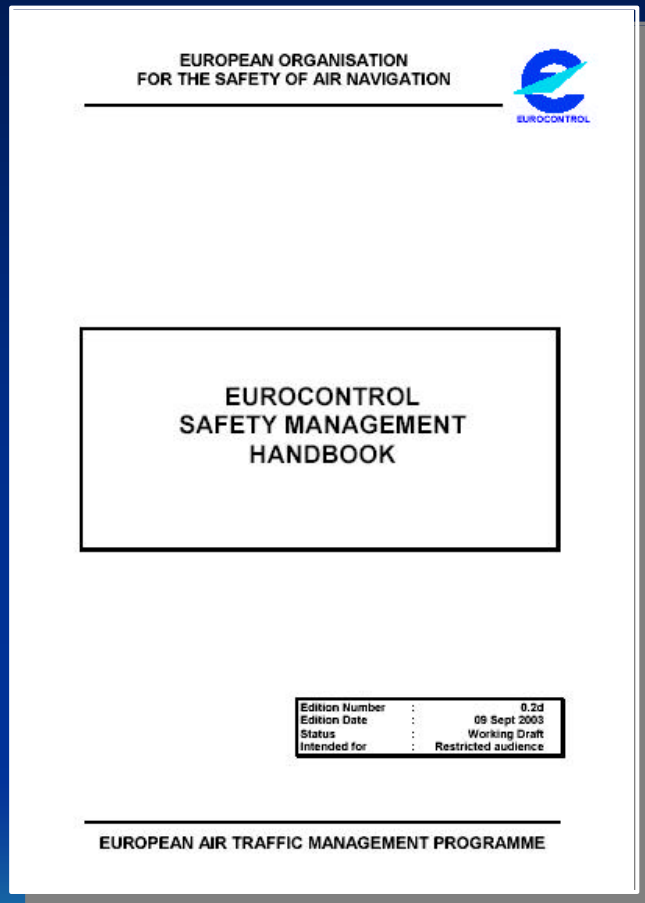 EUROPEAN ORGANISATION
FOR THE SAFETY OF AIR NAVIGATION
EUROCONTROL
EUROCONTROL
SAFETY MANAGEMENT
HANDBOOK
Edition Number : 0.2d
Edition Date : 09 Sept 2003
Status : Working Draft
Intended for : Restricted audience
EUROPEAN AIR TRAFFIC MANAGEMENT PROGRAMME